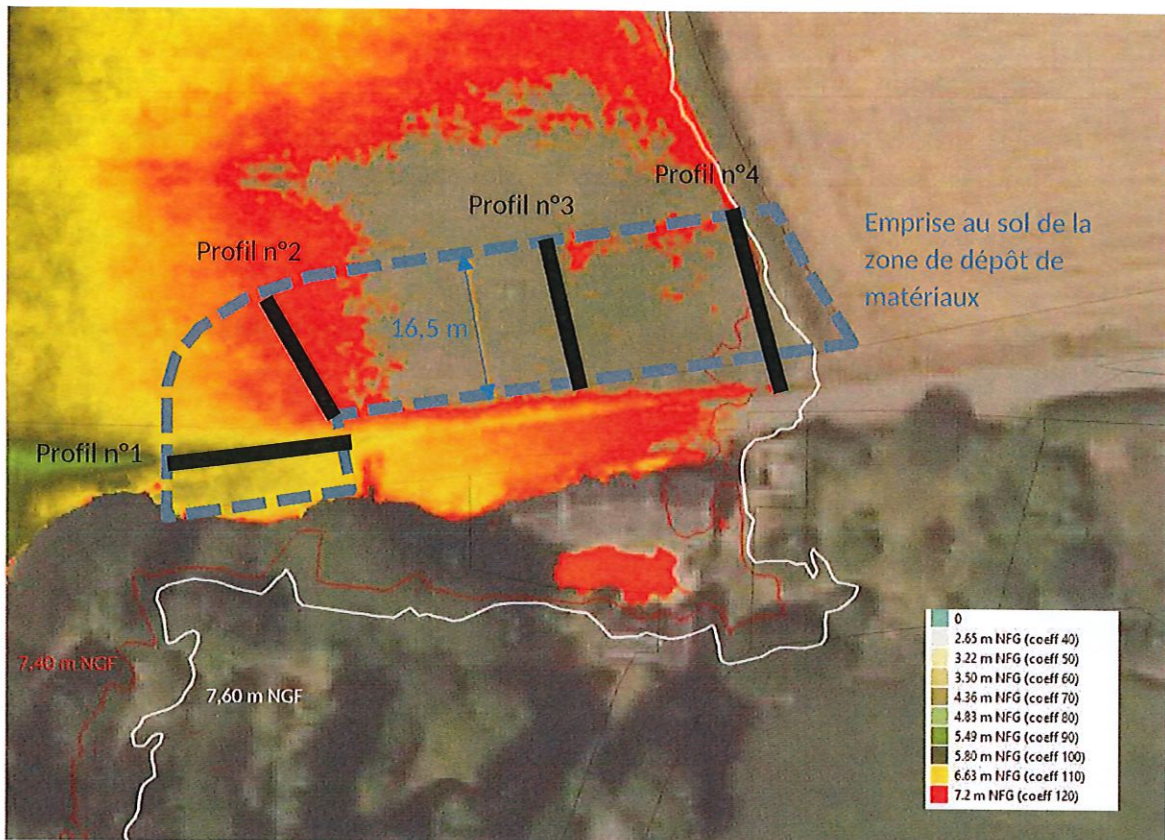 Profil n°4
Profil n°3
Profil n°2
Emprise au sol de la
zone de dépôt de
matériaux
16,5 m
Profil n°1
7,40 m NGF
7,60 m NGF
0
2.65 m NFG (coeff 40)
3.22 m NFG (coeff 50)
3.50 m NFG (coeff 60)
4.36 m NFG (coeff 70)
4.83 m NFG (coeff 80)
5.49 m NFG (coeff 90)
5.80 m NFG (coeff 100)
6.63 m NFG (coeff 110)
7.2 m NFG (coeff 120)